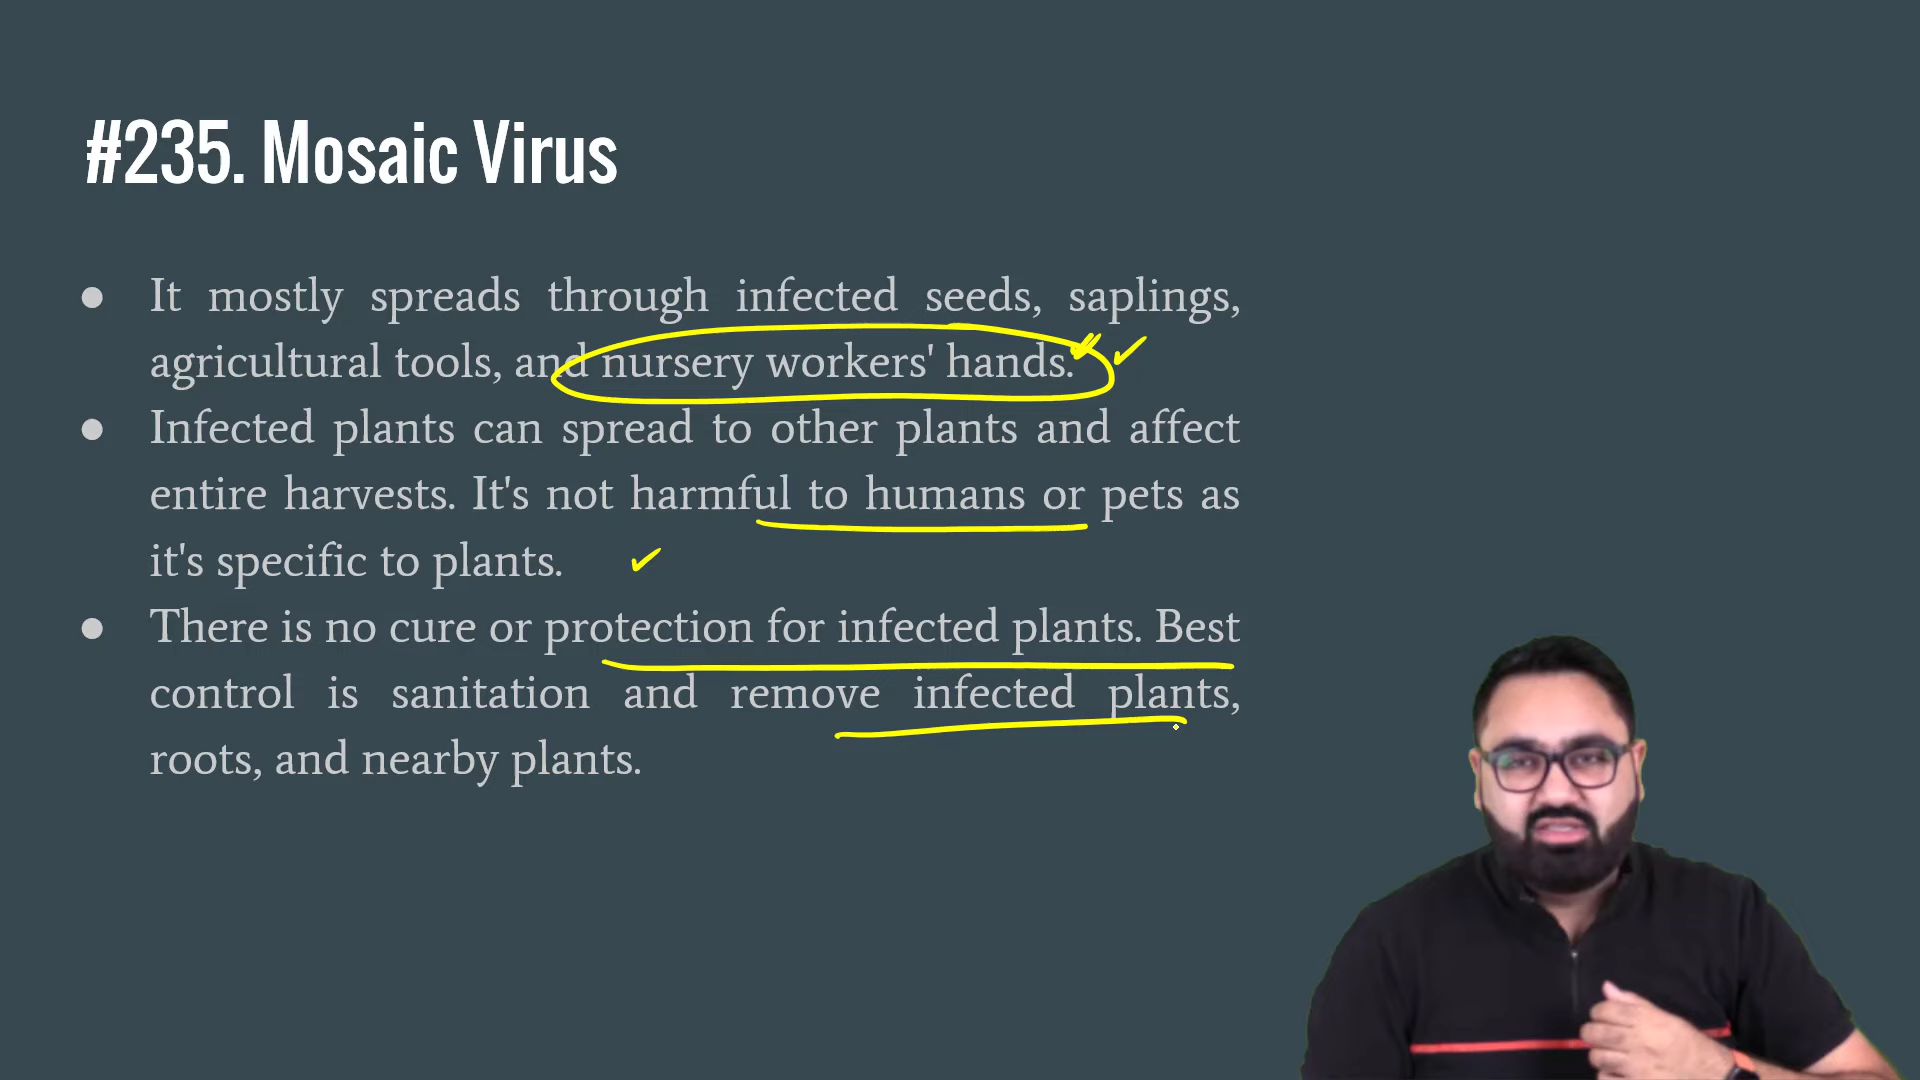 #235. Mosaic Virus
● It mostly spreads through infected seeds, saplings,
agricultural tools, and nursery workers' hands.
● Infected plants can spread to other plants and affect
entire harvests. It's not harmful to humans or pets as
it's specific to plants.
● There is no cure or protection for infected plants. Best
control is sanitation and remove infected plants,
roots, and nearby plants.